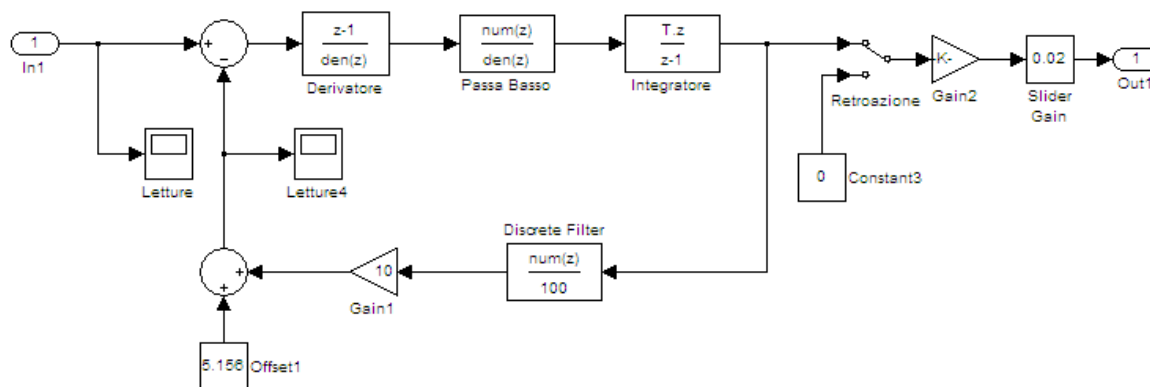 1
In1
+
−
z-1
den(z)
Derivatore
num(z)
den(z)
Passa Basso
T.z
z-1
Integratore
Retroazione
K-
Gain2
0.02
Slider
Gain
1
Out1
Letture
Letture4
0
Constant3
Discrete Filter
num(z)
100
10
Gain1
+
+
5.156
Offset1